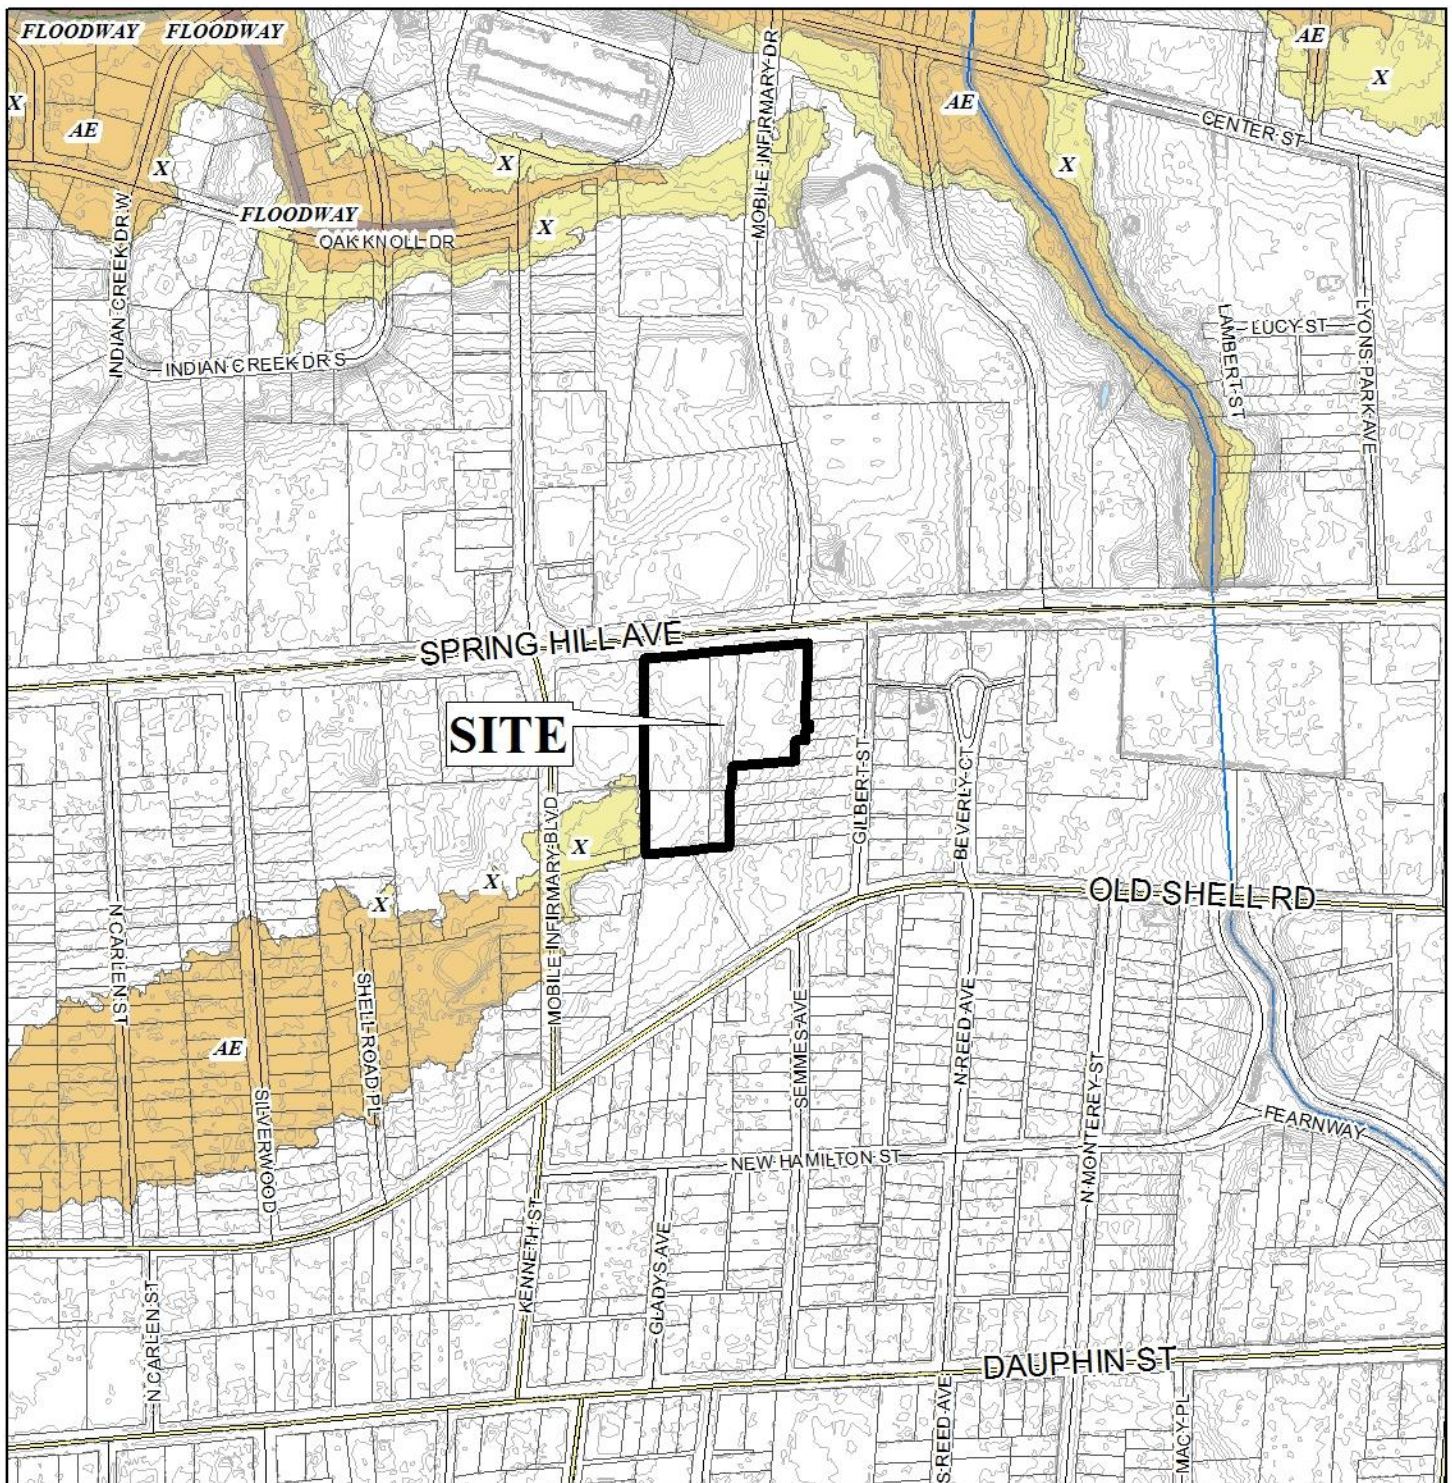 FLOODWAY FLOODWAY
AE
X
X
AE
X
MOBILE INFIRMARY DR
AE
X
CENTER ST
X
FLOODWAY
X
OAK KNOLL DR
INDIAN CREEK DR W
INDIAN CREEK DR S
LAMBERT ST
LUCY ST
LYONS PARK AVE
SPRING HILL AVE
SITE
GILBERT ST
BEVERLY CT
MOBILE INFIRMARY BLVD
X
X
X
OLD SHELL RD
N CARLEN ST
SHELL ROAD PL
AE
SILVERWOOD
SEMMES AVE
N REED AVE
N MONTEREY ST
FEARNWAY
NEW HAMILTON ST
KENNETH ST
GLADYS AVE
N CARLEN ST
DAUPHIN ST
S REED AVE
MACY PL